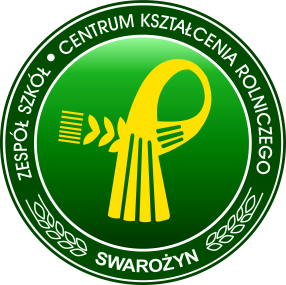 ZESPÓŁ SZKÓŁ • CENTRUM KSZTAŁCENIA ROLNICZEGO
SWAROŻYN